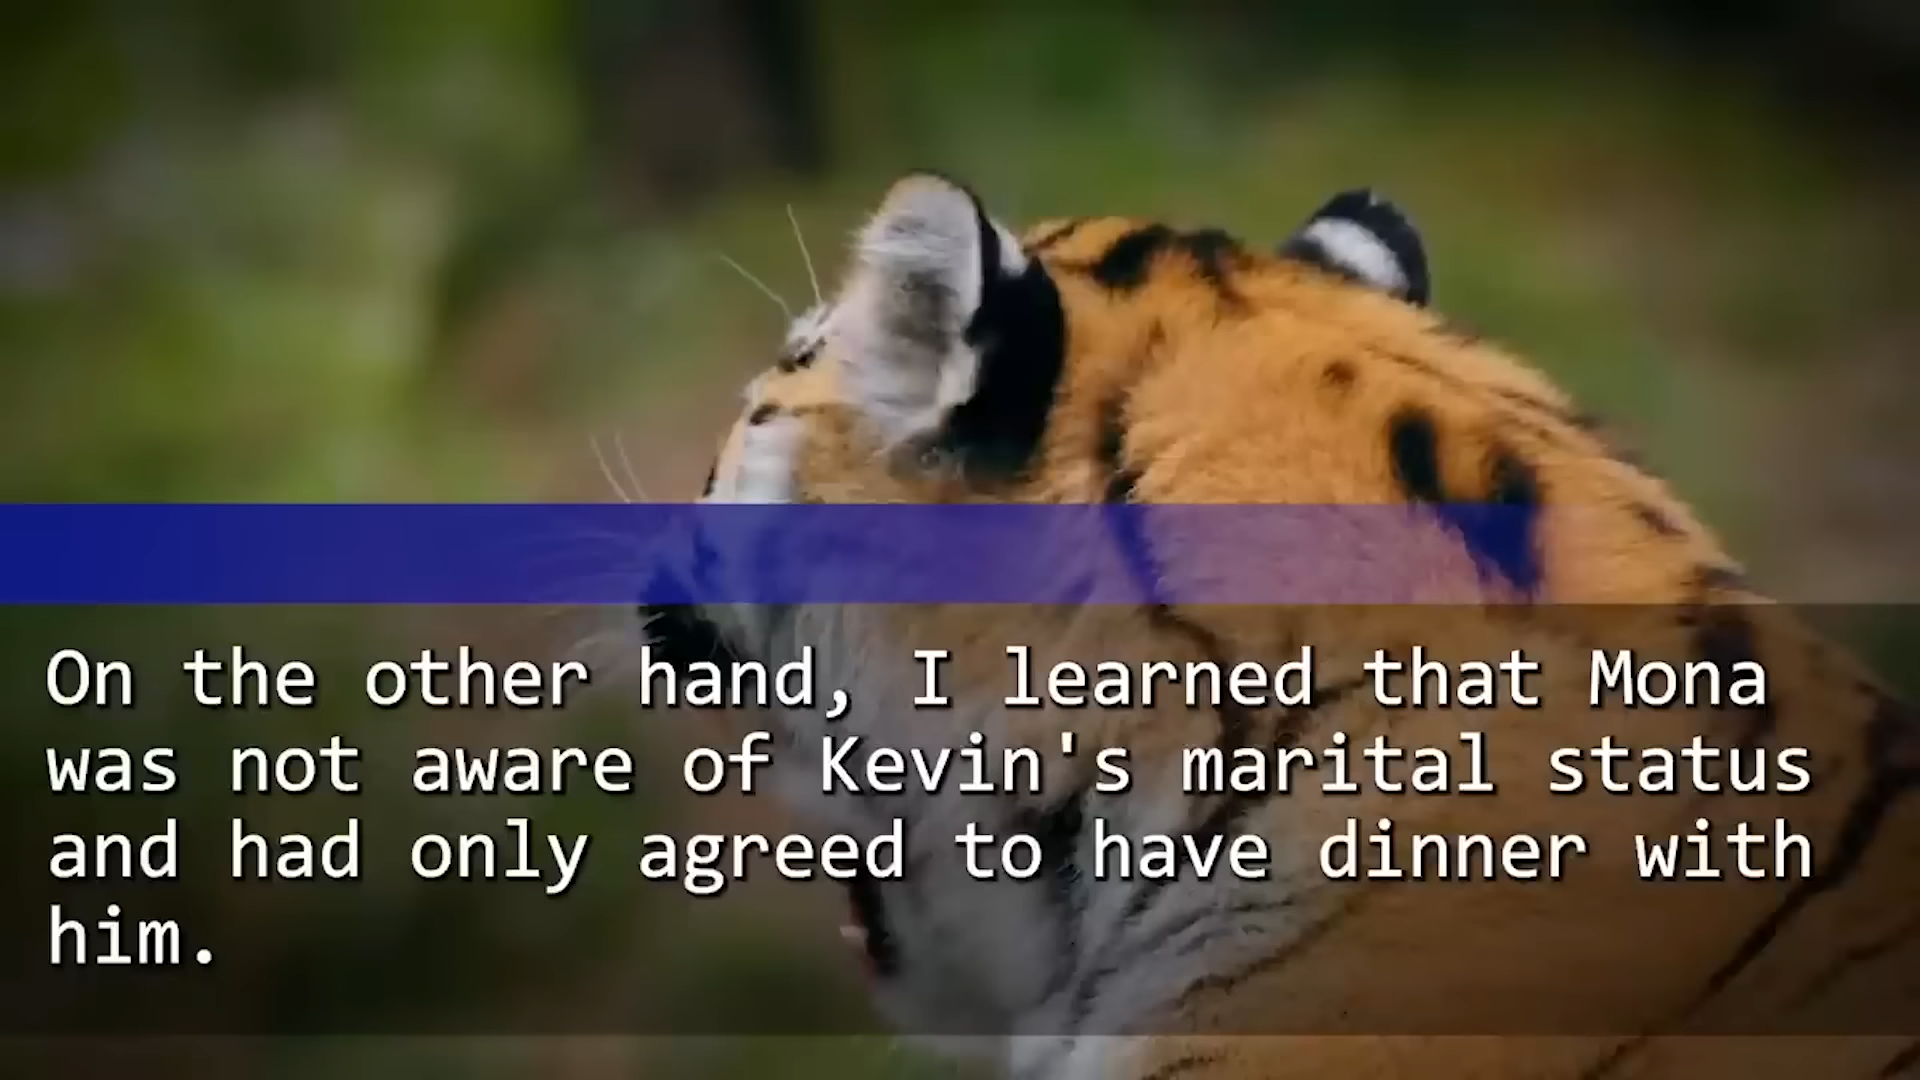 On the other hand, I learned that Mona
was not aware of Kevin's marital status
and had only agreed to have dinner with
him.